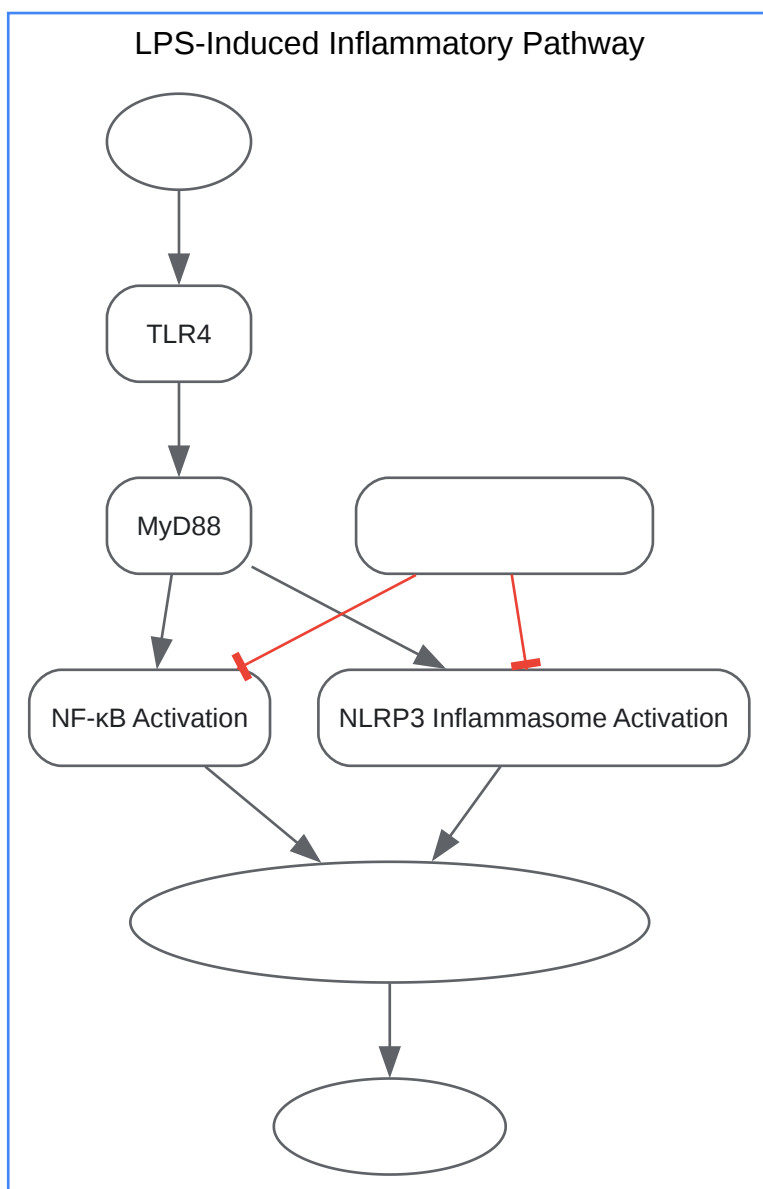 LPS-Induced Inflammatory Pathway
TLR4
MyD88
NF-κB Activation
NLRP3 Inflammasome Activation